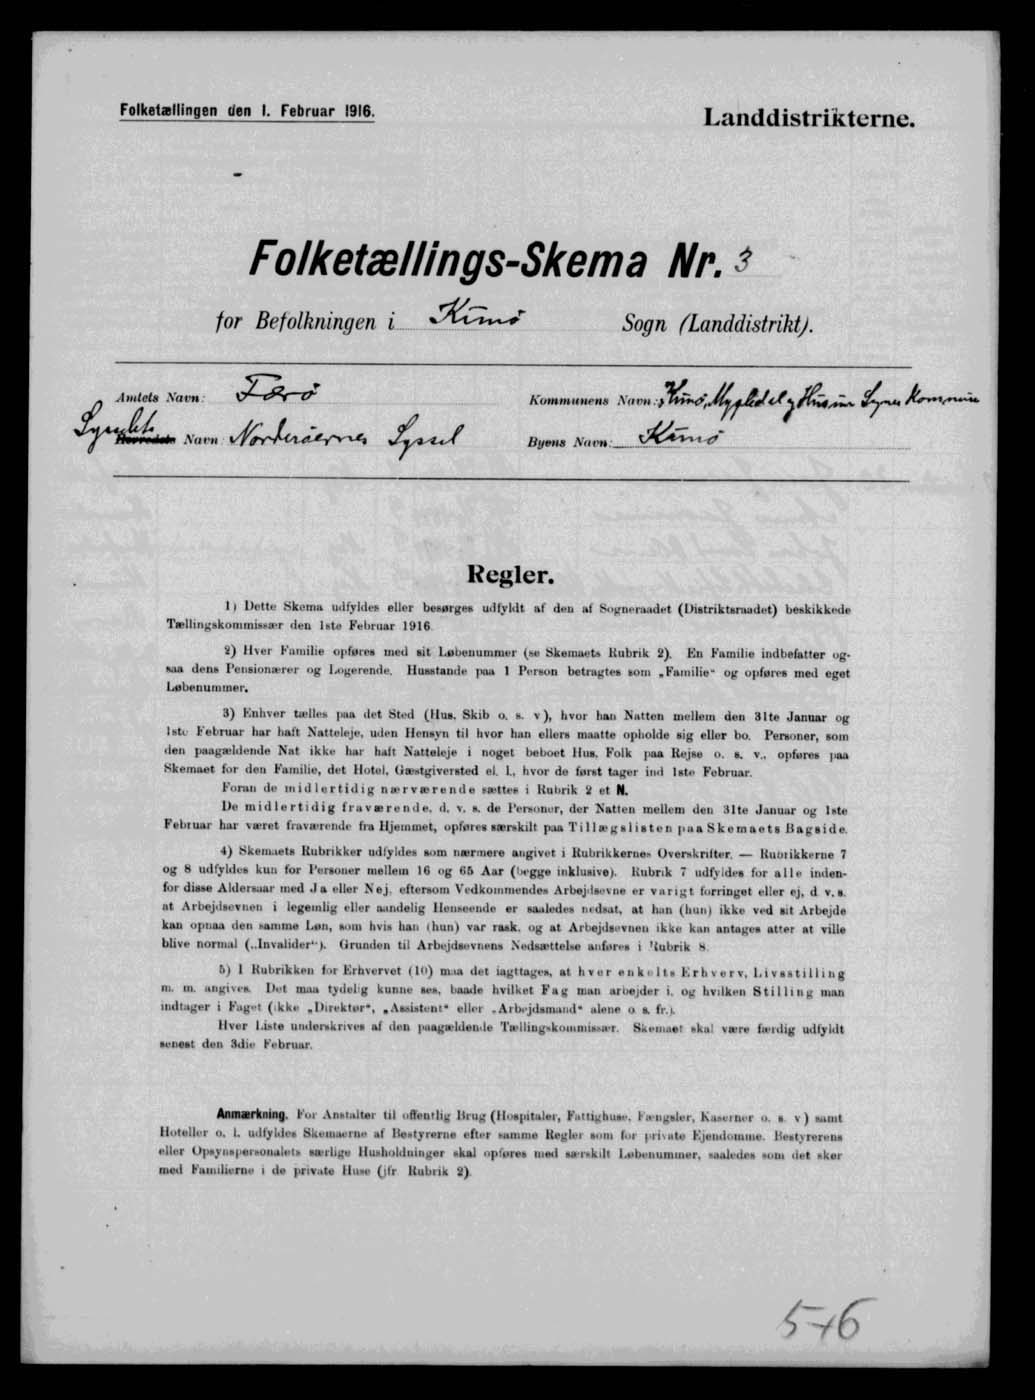 Folketællingen den 1. Februar 1916.
Landdistrikterne.
Folketællings-Skema Nr. 3
for Befolkningen i Kunø Sogn (Landdistrikt).
Amtets Navn: Færö
Kommunens Navn: Kunö, Mygledal og Husum Sognes Kommune
Syssels
Herredets Navn: Norderöernes Syssel
Byens Navn: Kunö
Regler.
1) Dette Skema udfyldes eller besørges udfyldt af den af Sogneraadet (Distriktsraadet) beskikkede
Tællingskommissær den 1ste Februar 1916.
2) Hver Familie opføres med sit Løbenummer (se Skemaets Rubrik 2). En Familie indbefatter og-
saa dens Pensionærer og Logerende. Husstande paa 1 Person betragtes som „Familie“ og opføres med eget
Løbenummer.
3) Enhver tælles paa det Sted (Hus, Skib o. s. v), hvor han Natten mellem den 31te Januar og
1ste Februar har haft Natteleje, uden Hensyn til hvor han ellers maatte opholde sig eller bo. Personer, som
den paagældende Nat ikke har haft Natteleje i noget beboet Hus, Folk paa Rejse o. s. v., opføres paa
Skemaet for den Familie, det Hotel, Gæstgiversted el. l., hvor de først tager ind 1ste Februar.
Foran de midlertidig nærværende sættes i Rubrik 2 et N.
De midlertidig fraværende, d. v. s. de Personer, der Natten mellem den 31te Januar og 1ste
Februar har været fraværende fra Hjemmet, opføres særskilt paa Tillægslisten paa Skemaets Bagside.
4) Skemaets Rubrikker udfyldes som nærmere angivet i Rubrikkernes Overskrifter. — Rubrikkerne 7
og 8 udfyldes kun for Personer mellem 16 og 65 Aar (begge inklusive). Rubrik 7 udfyldes for alle inden-
for disse Aldersaar med Ja eller Nej, eftersom Vedkommendes Arbejdsevne er varigt forringet eller ej, d. v. s.
at Arbejdsevnen i legemlig eller aandelig Henseende er saaledes nedsat, at han (hun) ikke ved sit Arbejde
kan opnaa den samme Løn, som hvis han (hun) var rask, og at Arbejdsevnen ikke kan antages atter at ville
blive normal („Invalider“). Grunden til Arbejdsevnens Nedsættelse anføres i Rubrik 8.
5) I Rubrikken for Erhvervet (10) maa det iagttages, at hver enkelts Erhverv, Livsstilling
m. m. angives. Det maa tydelig kunne ses, baade hvilket Fag man arbejder i, og hvilken Stilling man
indtager i Faget (ikke „Direktør“, „Assistent“ eller „Arbejdsmand“ alene o. s. fr.).
Hver Liste underskrives af den paagældende Tællingskommissær. Skemaet skal være færdig udfyldt
senest den 3die Februar.
Anmærkning. For Anstalter til offentlig Brug (Hospitaler, Fattighuse, Fængsler, Kaserner o. s. v) samt
Hoteller o. l. udfyldes Skemaerne af Bestyrerne efter samme Regler som for private Ejendomme. Bestyrerens
eller Opsynspersonalets særlige Husholdninger skal opføres med særskilt Løbenummer, saaledes som det sker
med Familierne i de private Huse (jfr. Rubrik 2).
5+6